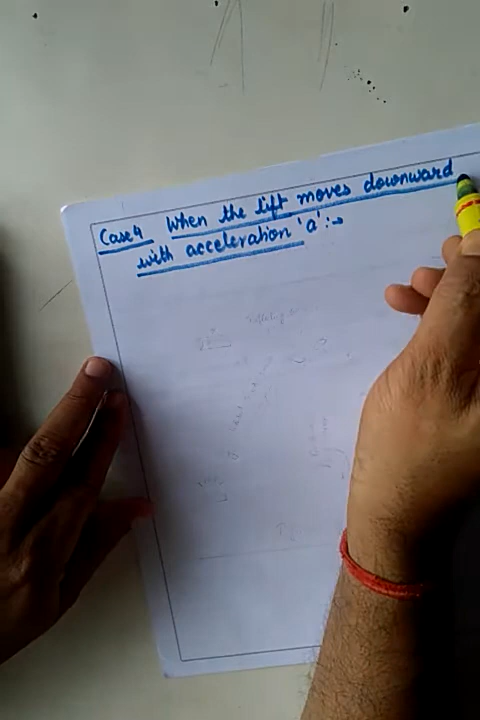 Case 4 When the lift moves downward
with acceleration 'a':→